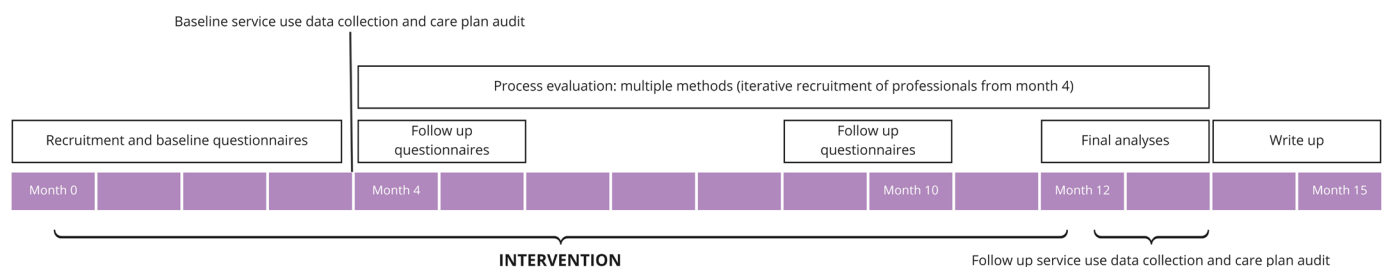 Baseline service use data collection and care plan audit
Process evaluation: multiple methods (iterative recruitment of professionals from month 4)
Recruitment and baseline questionnaires
Follow up
questionnaires
Follow up
questionnaires
Final analyses
Write up
Month 0
Month 4
Month 10
Month 12
Month 15
INTERVENTION
Follow up service use data collection and care plan audit